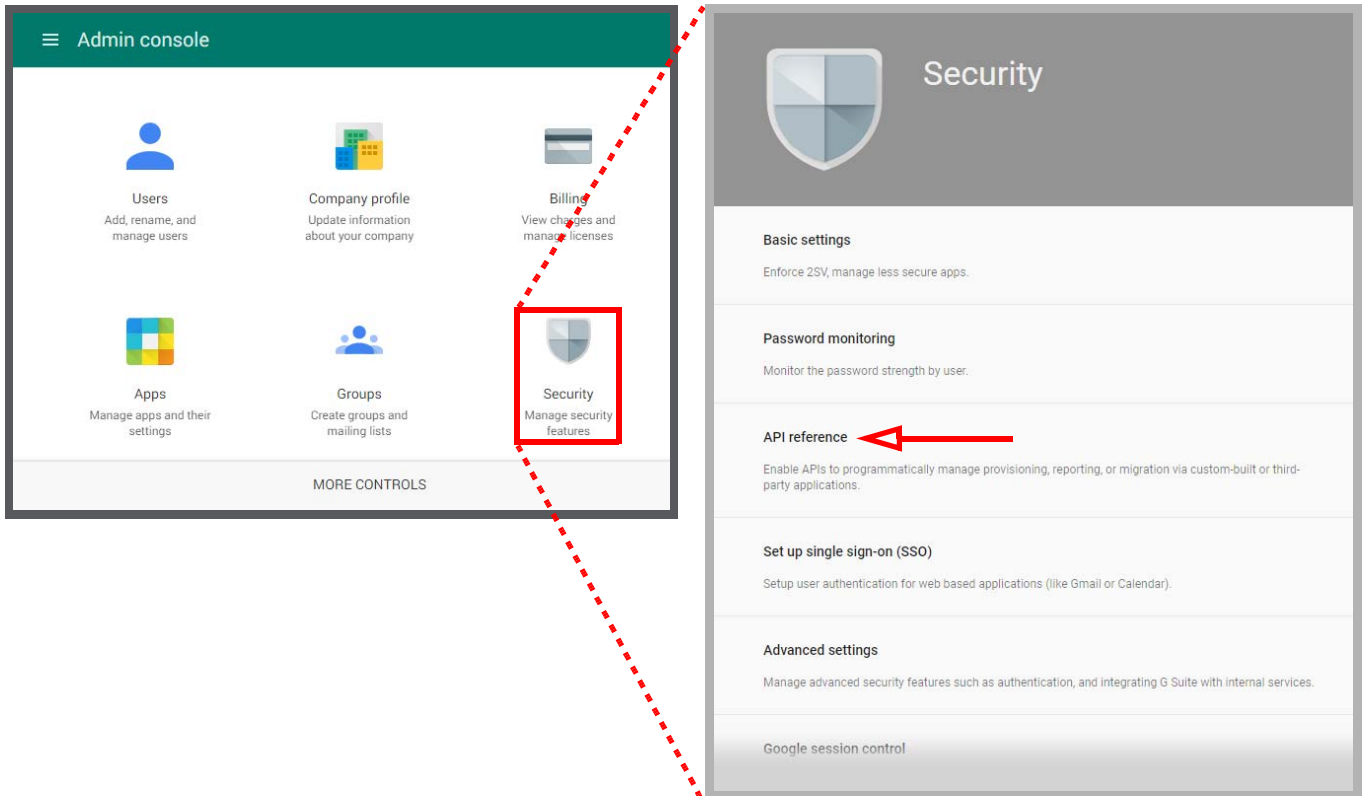 Admin console
Users
Add, rename, and
manage users
Company profile
Update information
about your company
Billing
View charges and
manage licenses
Apps
Manage apps and their
settings
Groups
Create groups and
mailing lists
Security
Manage security
features
MORE CONTROLS
Security
Basic settings
Enforce 2SV, manage less secure apps.
Password monitoring
Monitor the password strength by user.
API reference
Enable APIs to programmatically manage provisioning, reporting, or migration via custom-built or third-
party applications.
Set up single sign-on (SSO)
Setup user authentication for web based applications (like Gmail or Calendar).
Advanced settings
Manage advanced security features such as authentication, and integrating G Suite with internal services.
Google session control